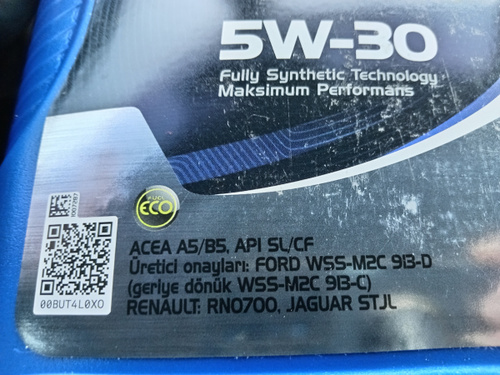 5W-30
Fully Synthetic Technology
Maksimum Performans
ECO
ACEA A5/B5, API SL/CF
Üretici onayları: FORD WSS-M2C 913-D
(geriye dönük WSS-M2C 913-C)
RENAULT: RN0700, JAGUAR STJL
00BUT4L0XO